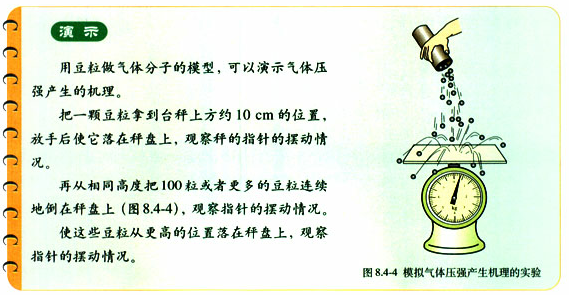 演示
用豆粒做气体分子的模型，可以演示气体压
强产生的机理。
把一颗豆粒拿到台秤上方约 10 cm 的位置，
放手后使它落在秤盘上，观察秤的指针的摆动情
况。
再从相同高度把 100 粒或者更多的豆粒连续
地倒在秤盘上（图 8.4-4），观察指针的摆动情况。
使这些豆粒从更高的位置落在秤盘上，观察
指针的摆动情况。
图 8.4-4 模拟气体压强产生机理的实验